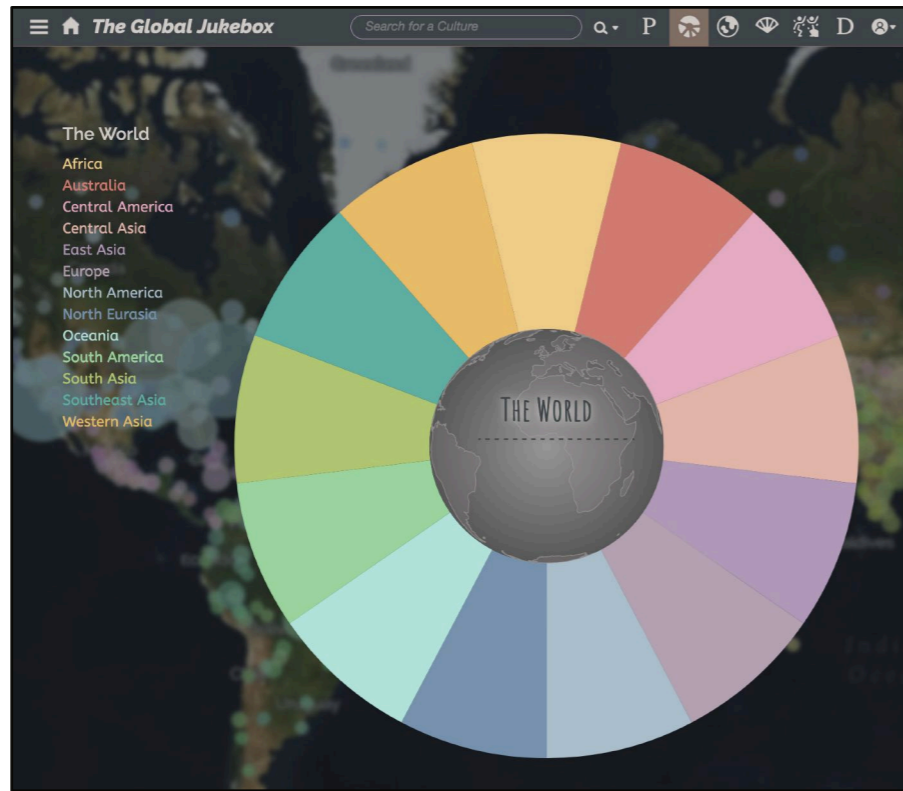 The Global Jukebox
Search for a Culture
P
D
Greenland
The World
Africa
Australia
Central America
Central Asia
East Asia
Europe
North America
North Eurasia
Oceania
South America
South Asia
Southeast Asia
Western Asia
THE WORLD